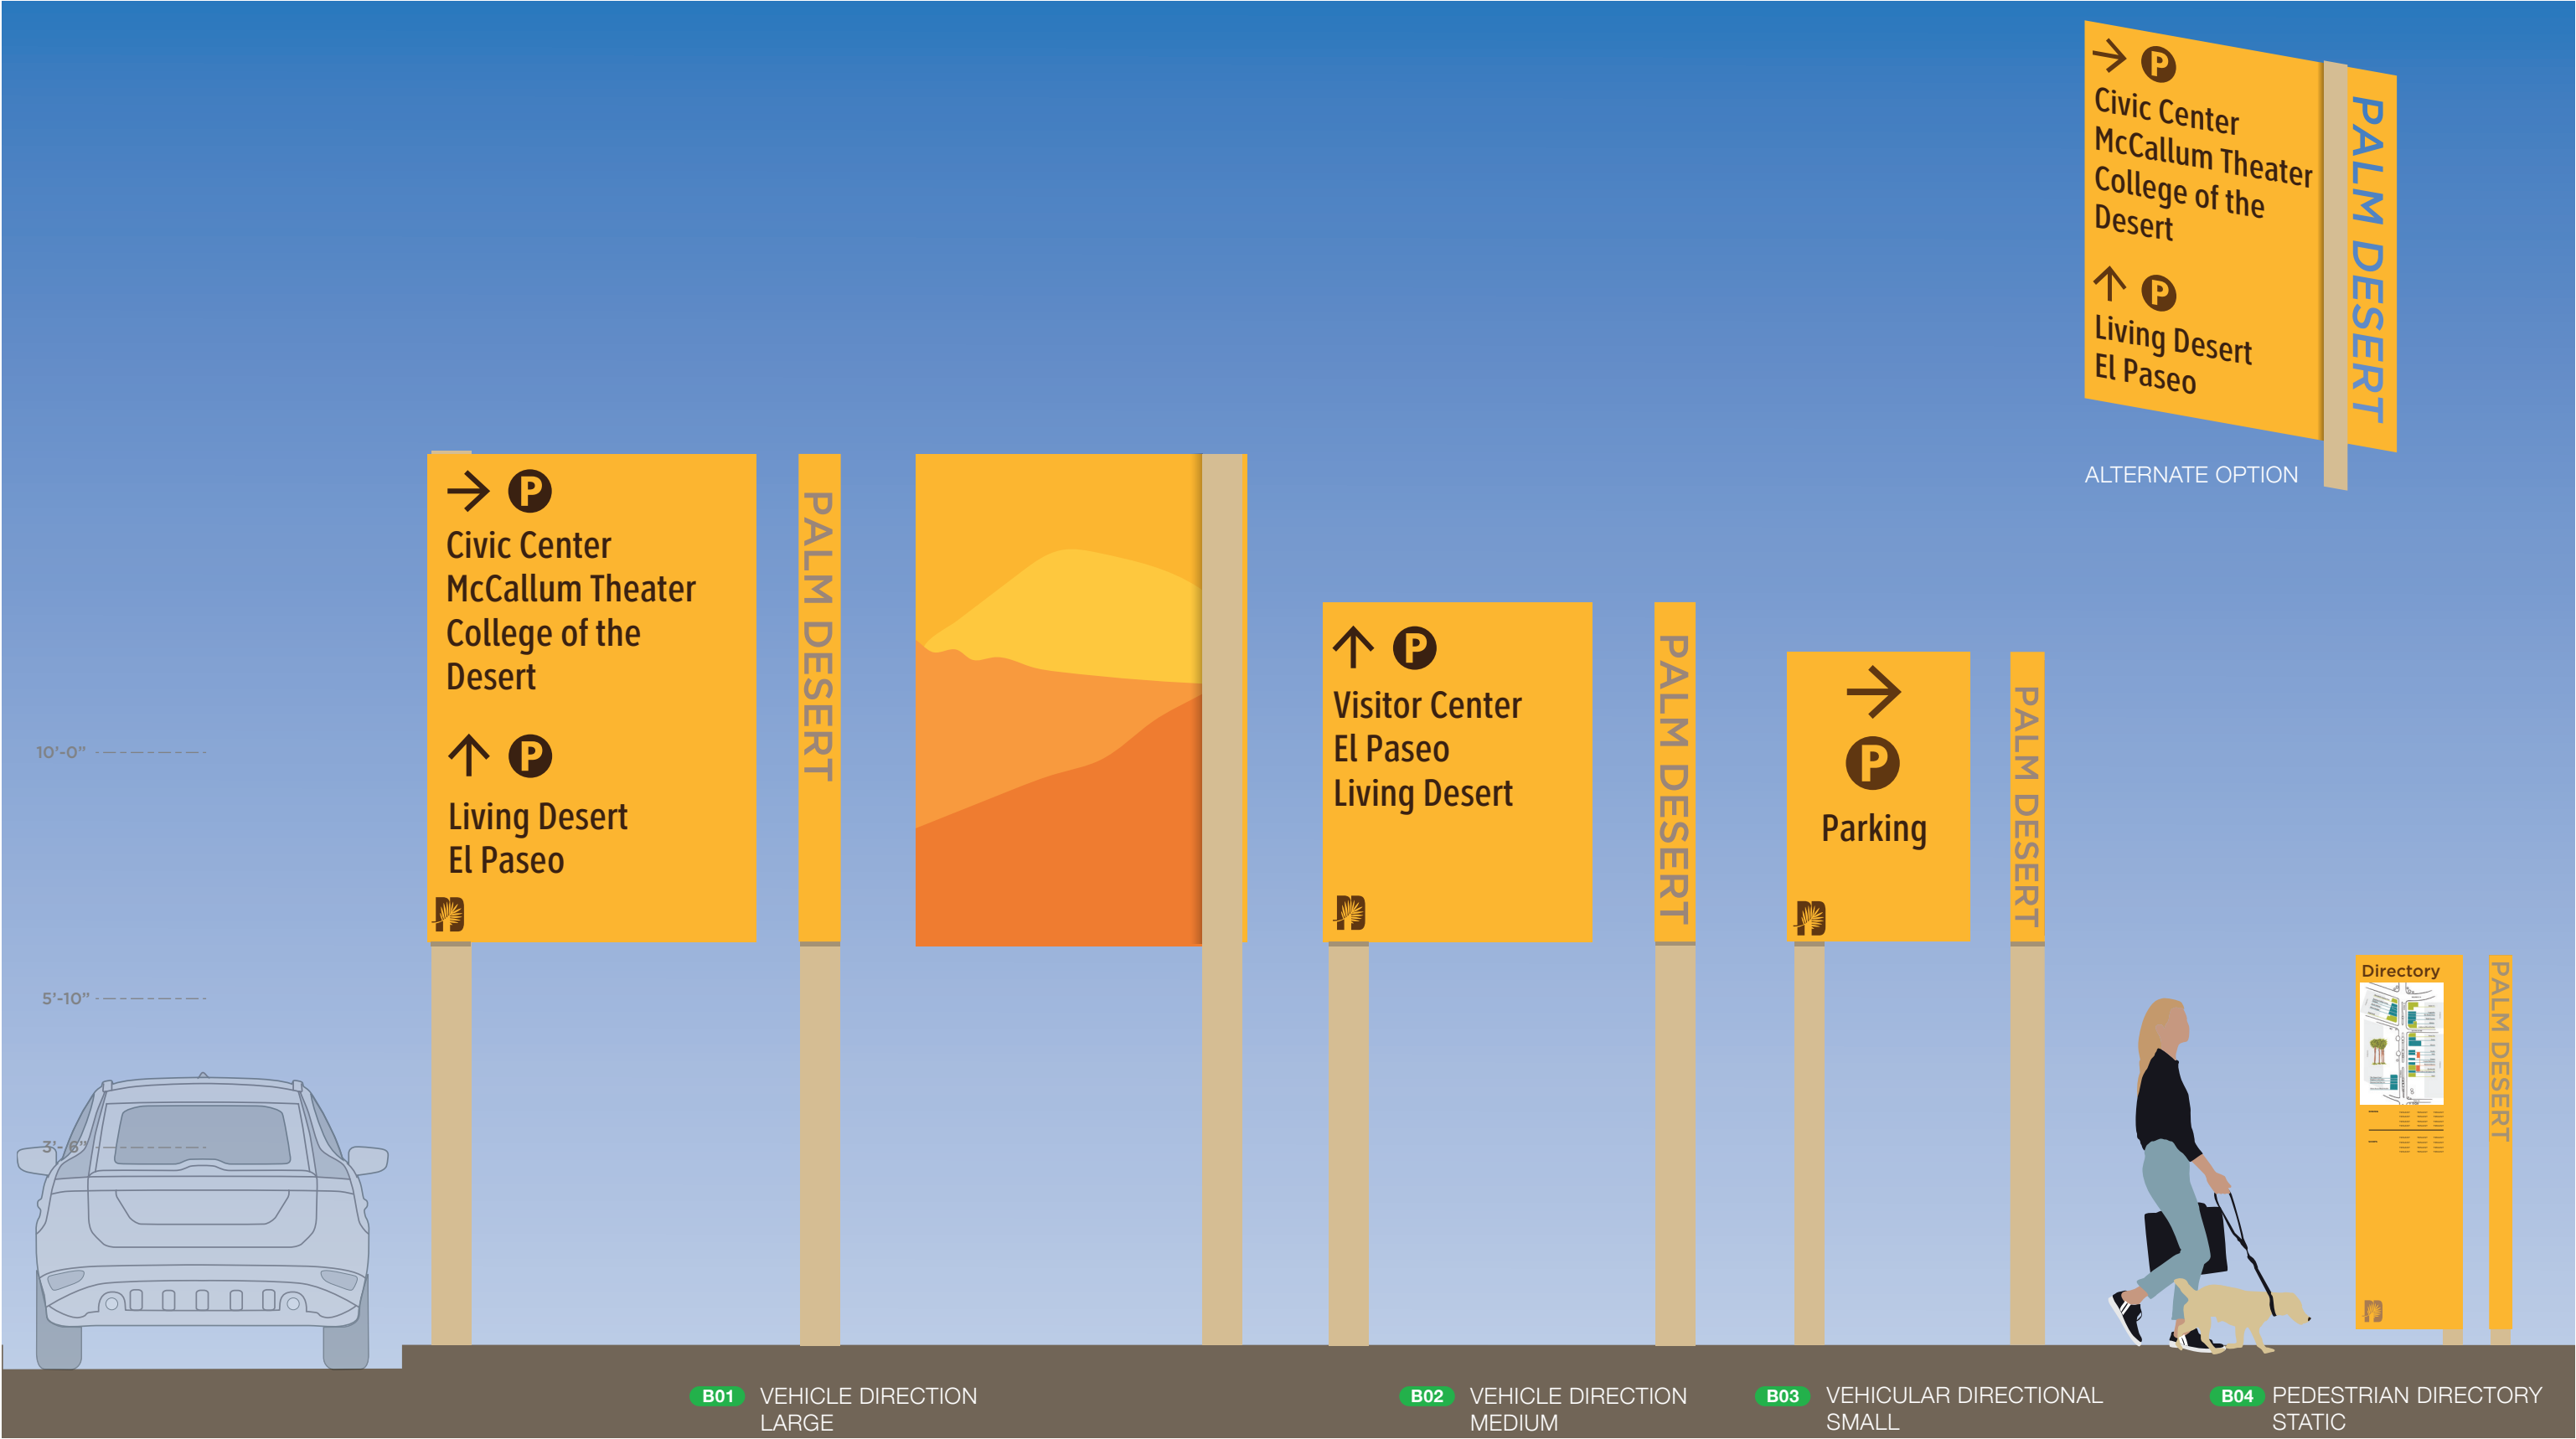 Civic Center
McCallum Theater
College of the
Desert
Living Desert
El Paseo
PALM DESERT
ALTERNATE OPTION
P
Civic Center
McCallum Theater
College of the
Desert
P
Living Desert
El Paseo
PALM DESERT
P
Visitor Center
El Paseo
Living Desert
PALM DESERT
P
Parking
PALM DESERT
Directory
PALM DESERT
10'-0"
5'-10"
3'-6"
B01 VEHICLE DIRECTION
LARGE
B02 VEHICLE DIRECTION
MEDIUM
B03 VEHICULAR DIRECTIONAL
SMALL
B04 PEDESTRIAN DIRECTORY
STATIC